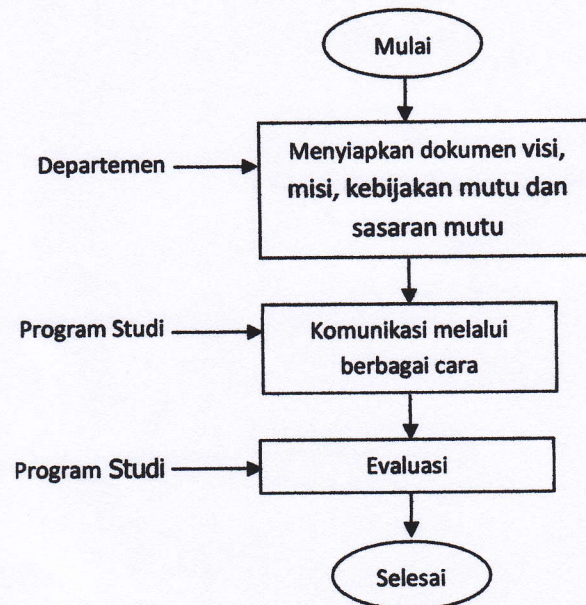 Mulai
Departemen
Menyiapkan dokumen visi,
misi, kebijakan mutu dan
sasaran mutu
Program Studi
Komunikasi melalui
berbagai cara
Program Studi
Evaluasi
Selesai